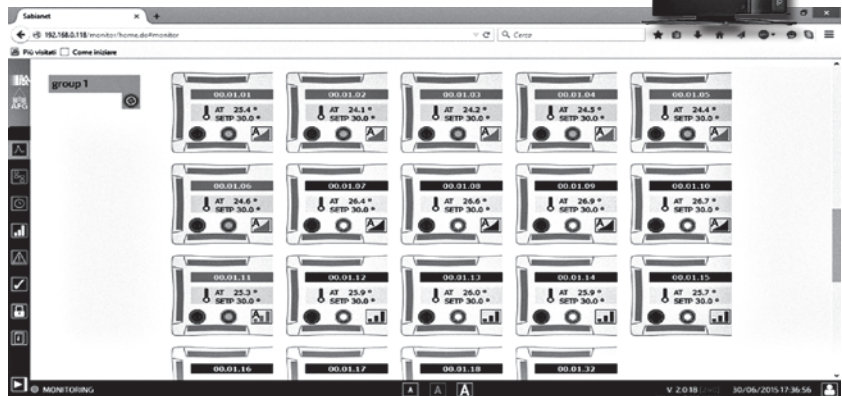 Sabianet
192.168.0.118/monitor/home.do#monitor
Cerca
Più visitati Come iniziare
group 1
00.01.01 00.01.02 00.01.03 00.01.04 00.01.05
AT 25.4 ° AT 24.1 ° AT 24.2 ° AT 24.5 ° AT 24.4 °
SETP 30.0 ° SETP 30.0 ° SETP 30.0 ° SETP 30.0 ° SETP 30.0 °
A A A A A
00.01.06 00.01.07 00.01.08 00.01.09 00.01.10
AT 24.6 ° AT 26.4 ° AT 26.6 ° AT 26.9 ° AT 26.7 °
SETP 30.0 ° SETP 30.0 ° SETP 30.0 ° SETP 30.0 ° SETP 30.0 °
A A A A A
00.01.11 00.01.12 00.01.13 00.01.14 00.01.15
AT 25.3 ° AT 25.9 ° AT 26.0 ° AT 25.9 ° AT 25.7 °
SETP 30.0 ° SETP 30.0 ° SETP 30.0 ° SETP 30.0 ° SETP 30.0 °
A
00.01.16 00.01.17 00.01.18 00.01.32
MONITORING A A A V 2.0.18 30/06/2015 17:36:56